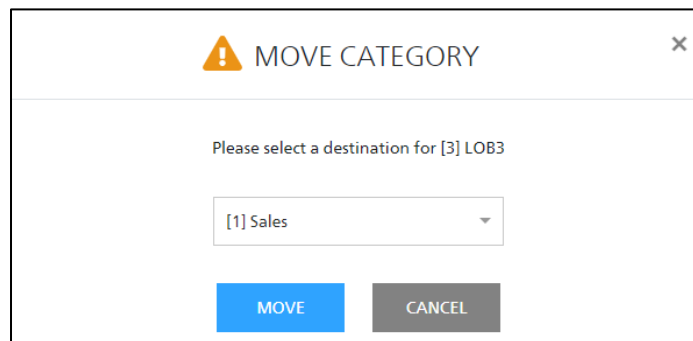 MOVE CATEGORY
Please select a destination for [3] LOB3
[1] Sales
MOVE
CANCEL